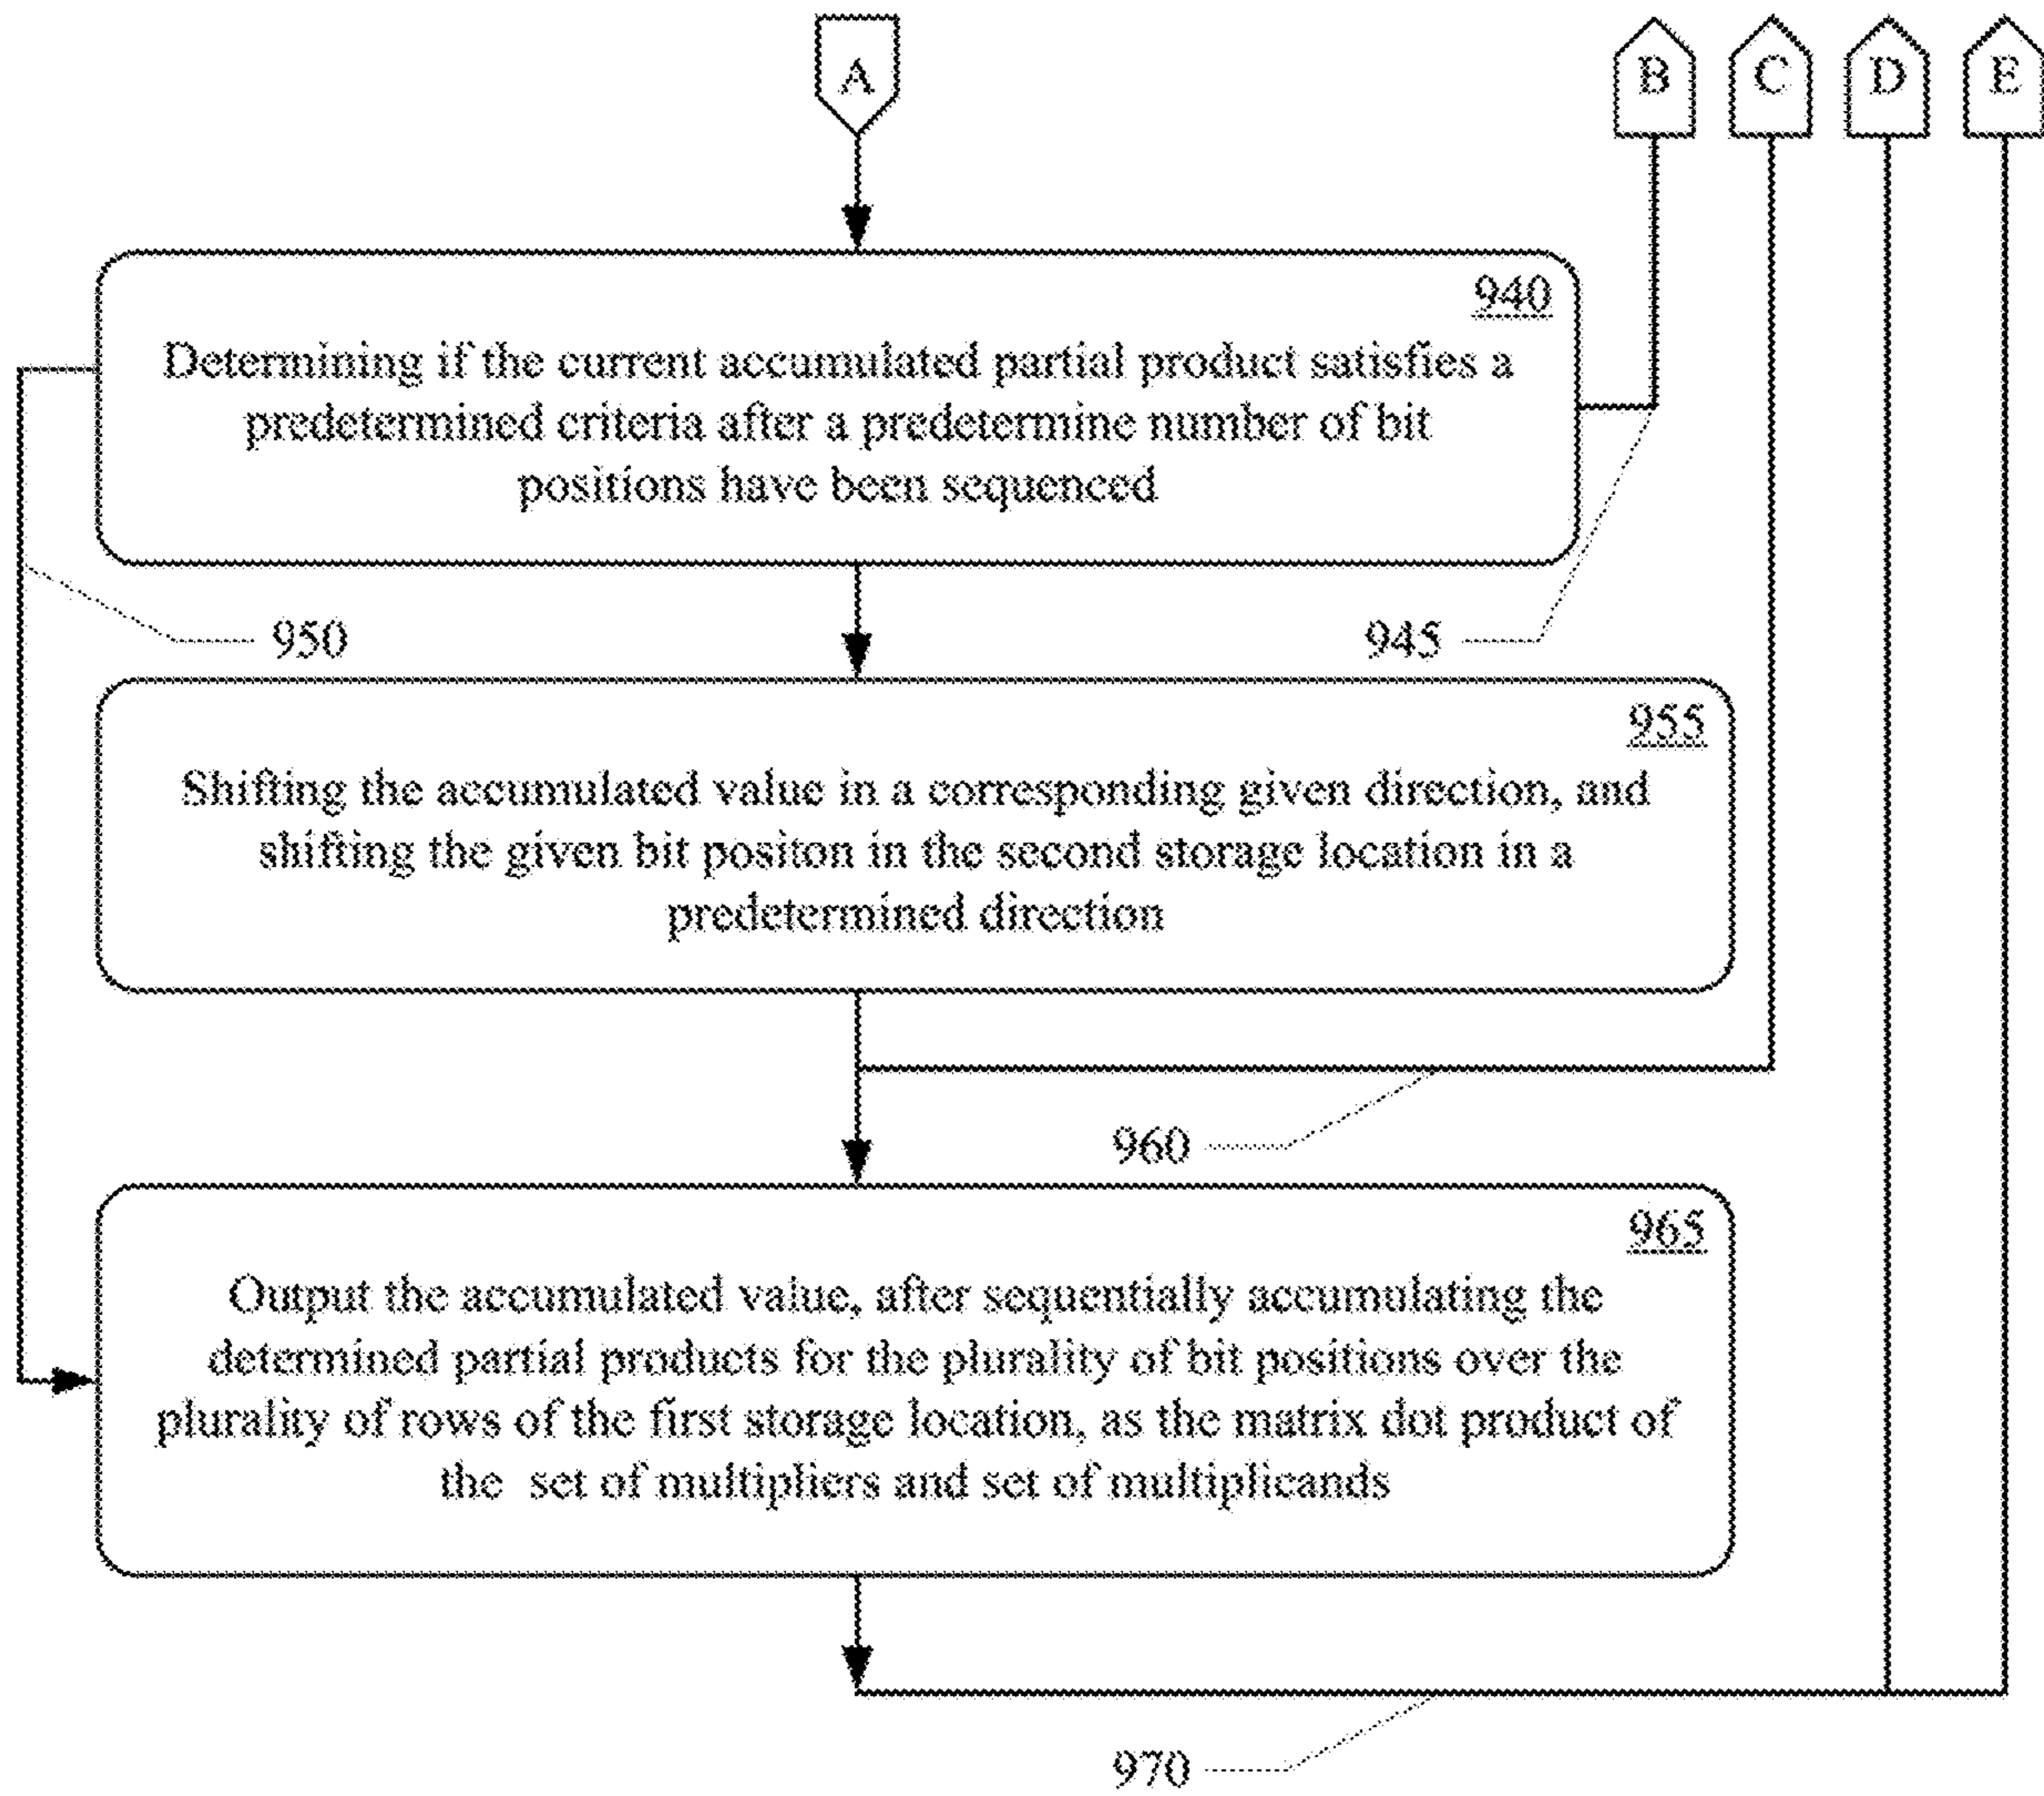 A
B
C
D
E
940
Determining if the current accumulated partial product satisfies a
predetermined criteria after a predetermine number of bit
positions have been sequenced
950
945
955
Shifting the accumulated value in a corresponding given direction, and
shifting the given bit positon in the second storage location in a
predetermined direction
960
965
Output the accumulated value, after sequentially accumulating the
determined partial products for the plurality of bit positions over the
plurality of rows of the first storage location, as the matrix dot product of
the set of multipliers and set of multiplicands
970